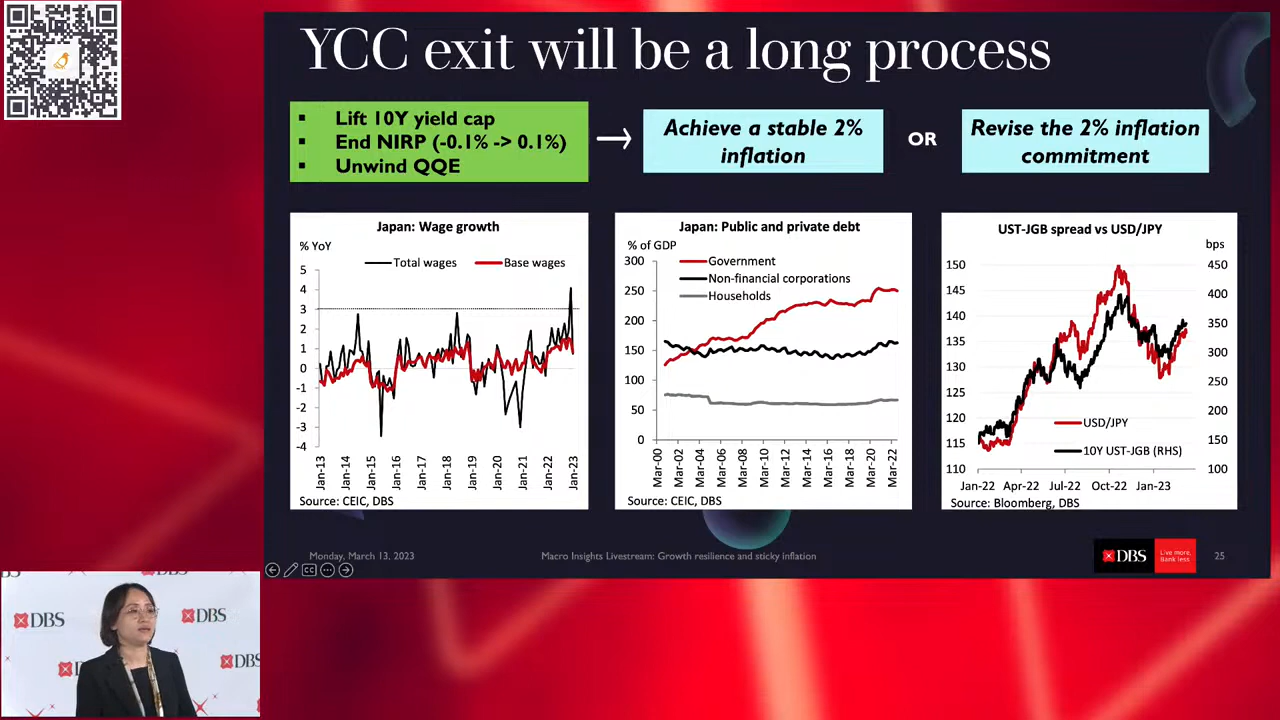 YCC exit will be a long process
▪ Lift 10Y yield cap
▪ End NIRP (-0.1% -> 0.1%)
▪ Unwind QQE
→
Achieve a stable 2%
inflation
OR
Revise the 2% inflation
commitment
Japan: Wage growth
% YoY
Total wages
Base wages
5
4
3
2
1
0
-1
-2
-3
-4
Jan-13
Jan-14
Jan-15
Jan-16
Jan-17
Jan-18
Jan-19
Jan-20
Jan-21
Jan-22
Jan-23
Source: CEIC, DBS
Japan: Public and private debt
% of GDP
Government
Non-financial corporations
Households
300
250
200
150
100
50
0
Mar-00
Mar-02
Mar-04
Mar-06
Mar-08
Mar-10
Mar-12
Mar-14
Mar-16
Mar-18
Mar-20
Mar-22
Source: CEIC, DBS
UST-JGB spread vs USD/JPY
bps
150
145
140
135
130
125
120
115
110
450
400
350
300
250
200
150
100
USD/JPY
10Y UST-JGB (RHS)
Jan-22
Apr-22
Jul-22
Oct-22
Jan-23
Source: Bloomberg, DBS
Monday, March 13, 2023
Macro Insights Livestream: Growth resilience and sticky inflation
DBS
Live more,
Bank less
25
CC
BS
DBS
DBS
DBS
DB
DBS